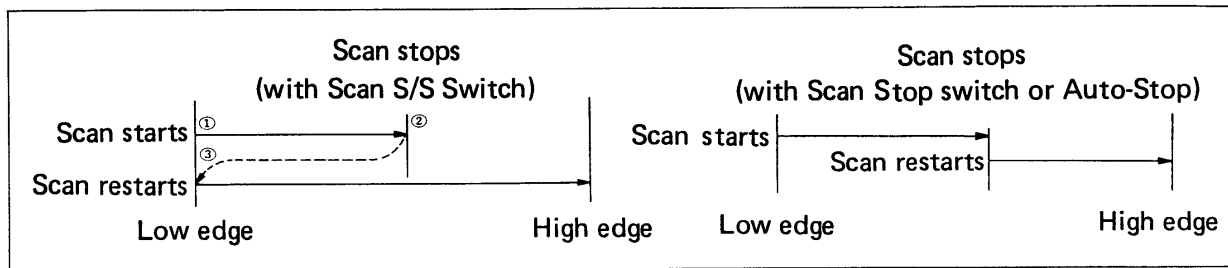 Scan stops
(with Scan S/S Switch)
Scan starts
①
②
③
Scan restarts
Low edge
High edge
Scan stops
(with Scan Stop switch or Auto-Stop)
Scan starts
Scan restarts
Low edge
High edge